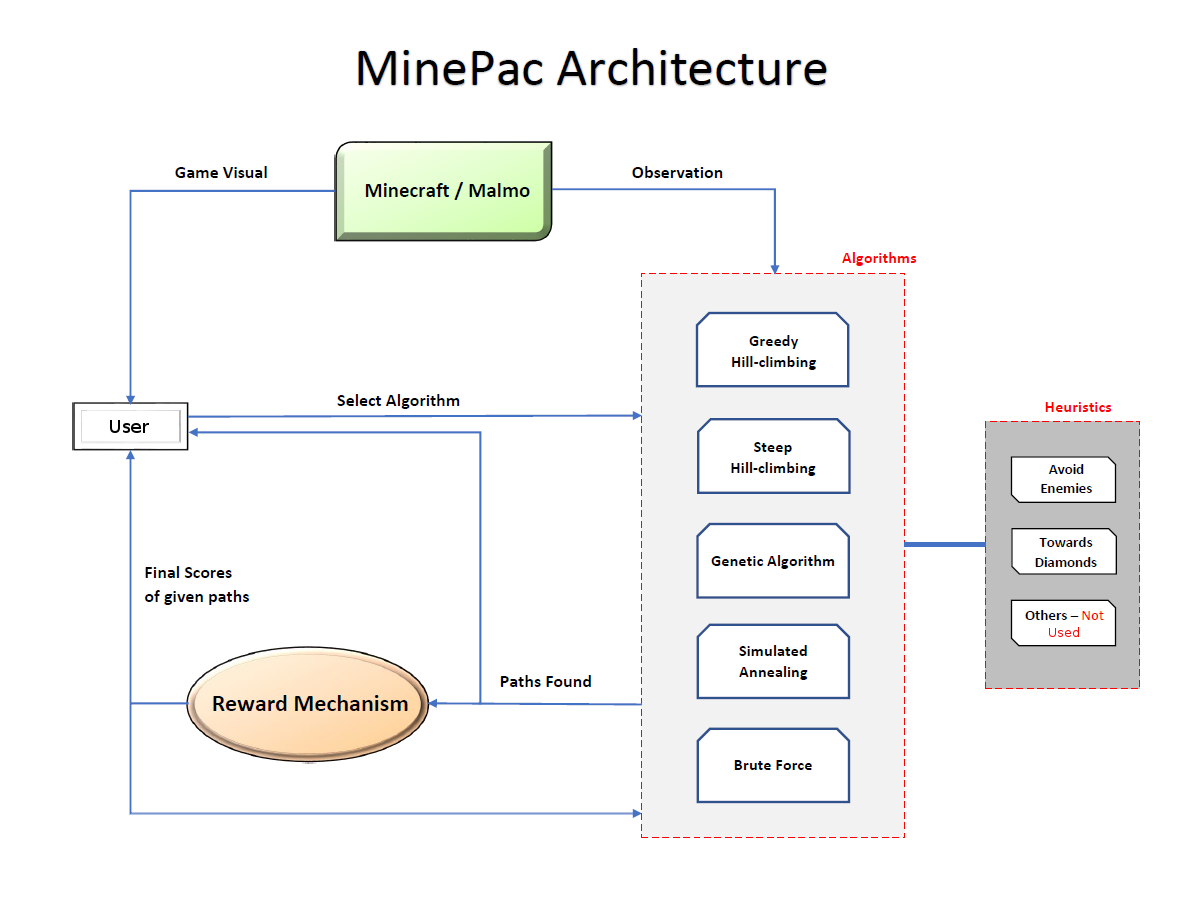 MinePac Architecture
Game Visual
Minecraft / Malmo
Observation
Algorithms
Greedy
Hill-climbing
Select Algorithm
User
Heuristics
Steep
Hill-climbing
Avoid
Enemies
Towards
Diamonds
Genetic Algorithm
Final Scores
of given paths
Others – Not
Used
Simulated
Annealing
Paths Found
Reward Mechanism
Brute Force